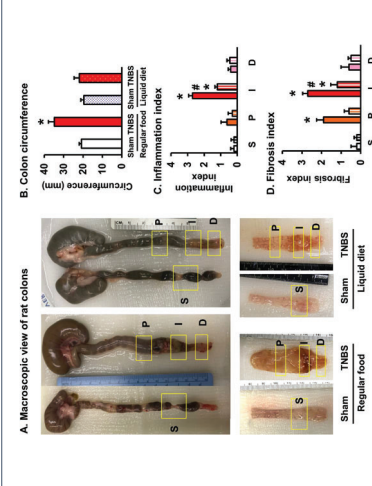 A. Macroscopic view of rat colons
S
P
I
D
S
P
I
D
S
P
I
D
S
P
I
D
Sham
TNBS
Regular food
Sham
TNBS
Liquid diet
B. Colon circumference
Circumference (mm)
40
30
20
10
0
*
Sham TNBS Sham TNBS
Regular food Liquid diet
C. Inflammation index
Inflammation
index
4
3
2
1
0
*
# *
S P I D
D. Fibrosis index
Fibrosis index
4
3
2
1
0
*
*
# *
S P I D